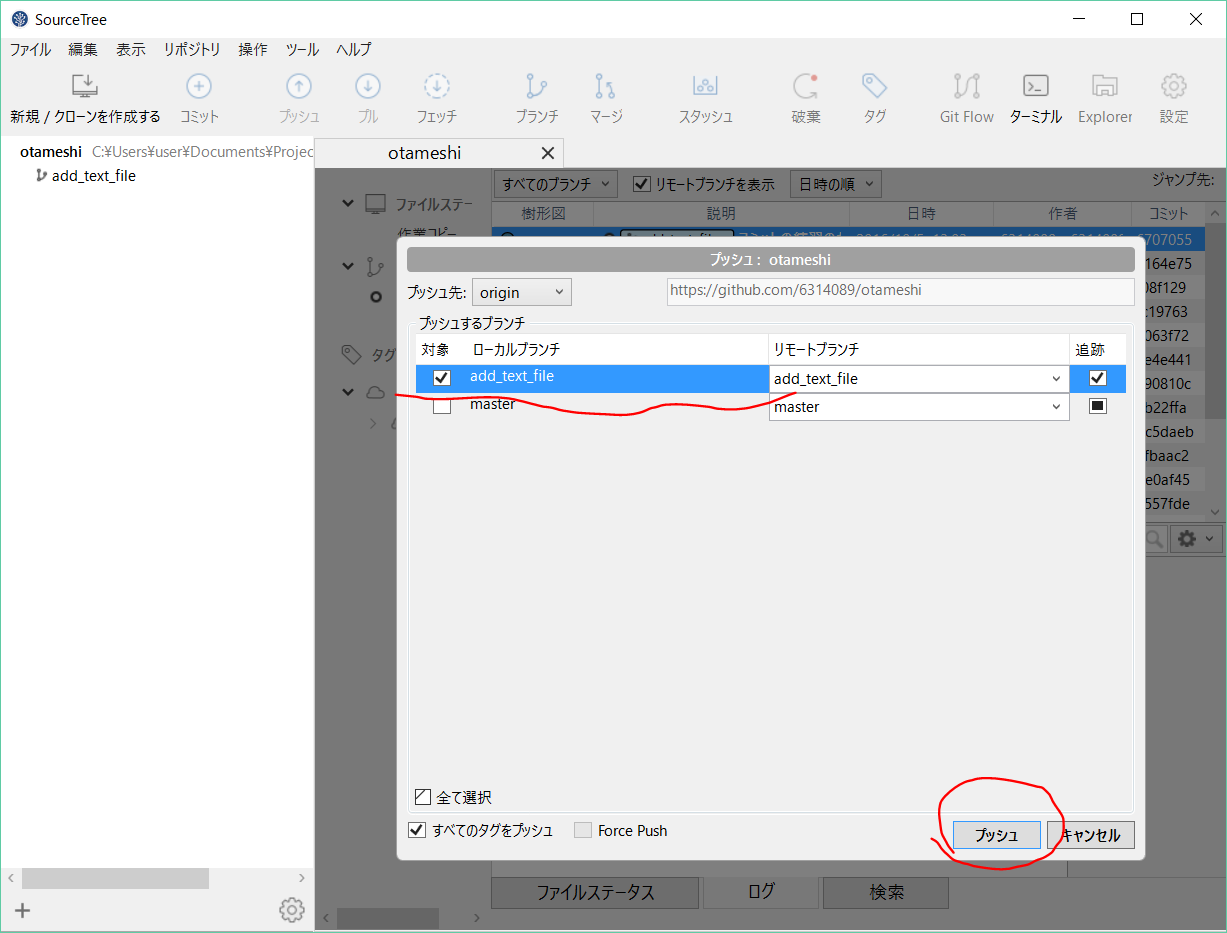 SourceTree
ファイル 編集 表示 リポジトリ 操作 ツール ヘルプ
新規 / クローンを作成する コミット プッシュ プル フェッチ ブランチ マージ スタッシュ 破棄 タグ Git Flow ターミナル Explorer 設定
otameshi C:¥Users¥user¥Documents¥Projec
add_text_file
otameshi
すべてのブランチ リモートブランチを表示 日時の順 ジャンプ先:
ファイルステー
樹形図 説明 日時 作者 コミット
作業コピー
5707055
164e75
08f129
c19763
063f72
e4e441
90810c
b22ffa
c5daeb
fbaac2
e0af45
557fde
タグ
プッシュ: otameshi
プッシュ先: origin https://github.com/6314089/otameshi
プッシュするブランチ
対象 ローカルブランチ リモートブランチ 追跡
add_text_file add_text_file
master master
全て選択
すべてのタグをプッシュ Force Push プッシュ キャンセル
ファイルステータス ログ 検索